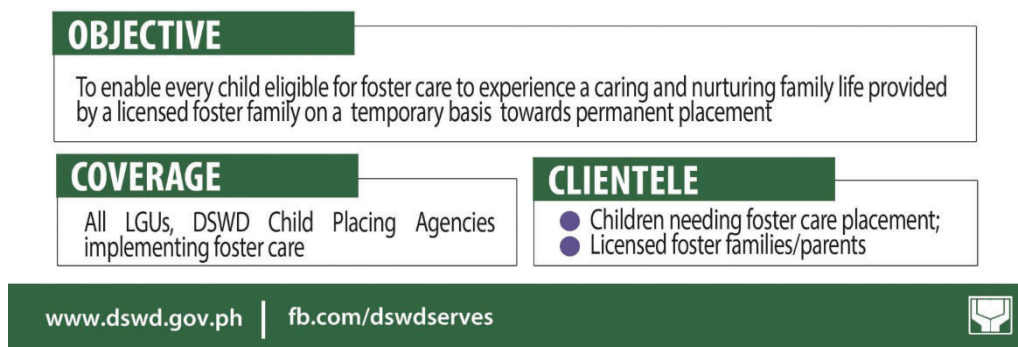 OBJECTIVE
To enable every child eligible for foster care to experience a caring and nurturing family life provided
by a licensed foster family on a temporary basis towards permanent placement
COVERAGE
All LGUs, DSWD Child Placing Agencies
implementing foster care
CLIENTELE
Children needing foster care placement;
Licensed foster families/parents
www.dswd.gov.ph | fb.com/dswdserves